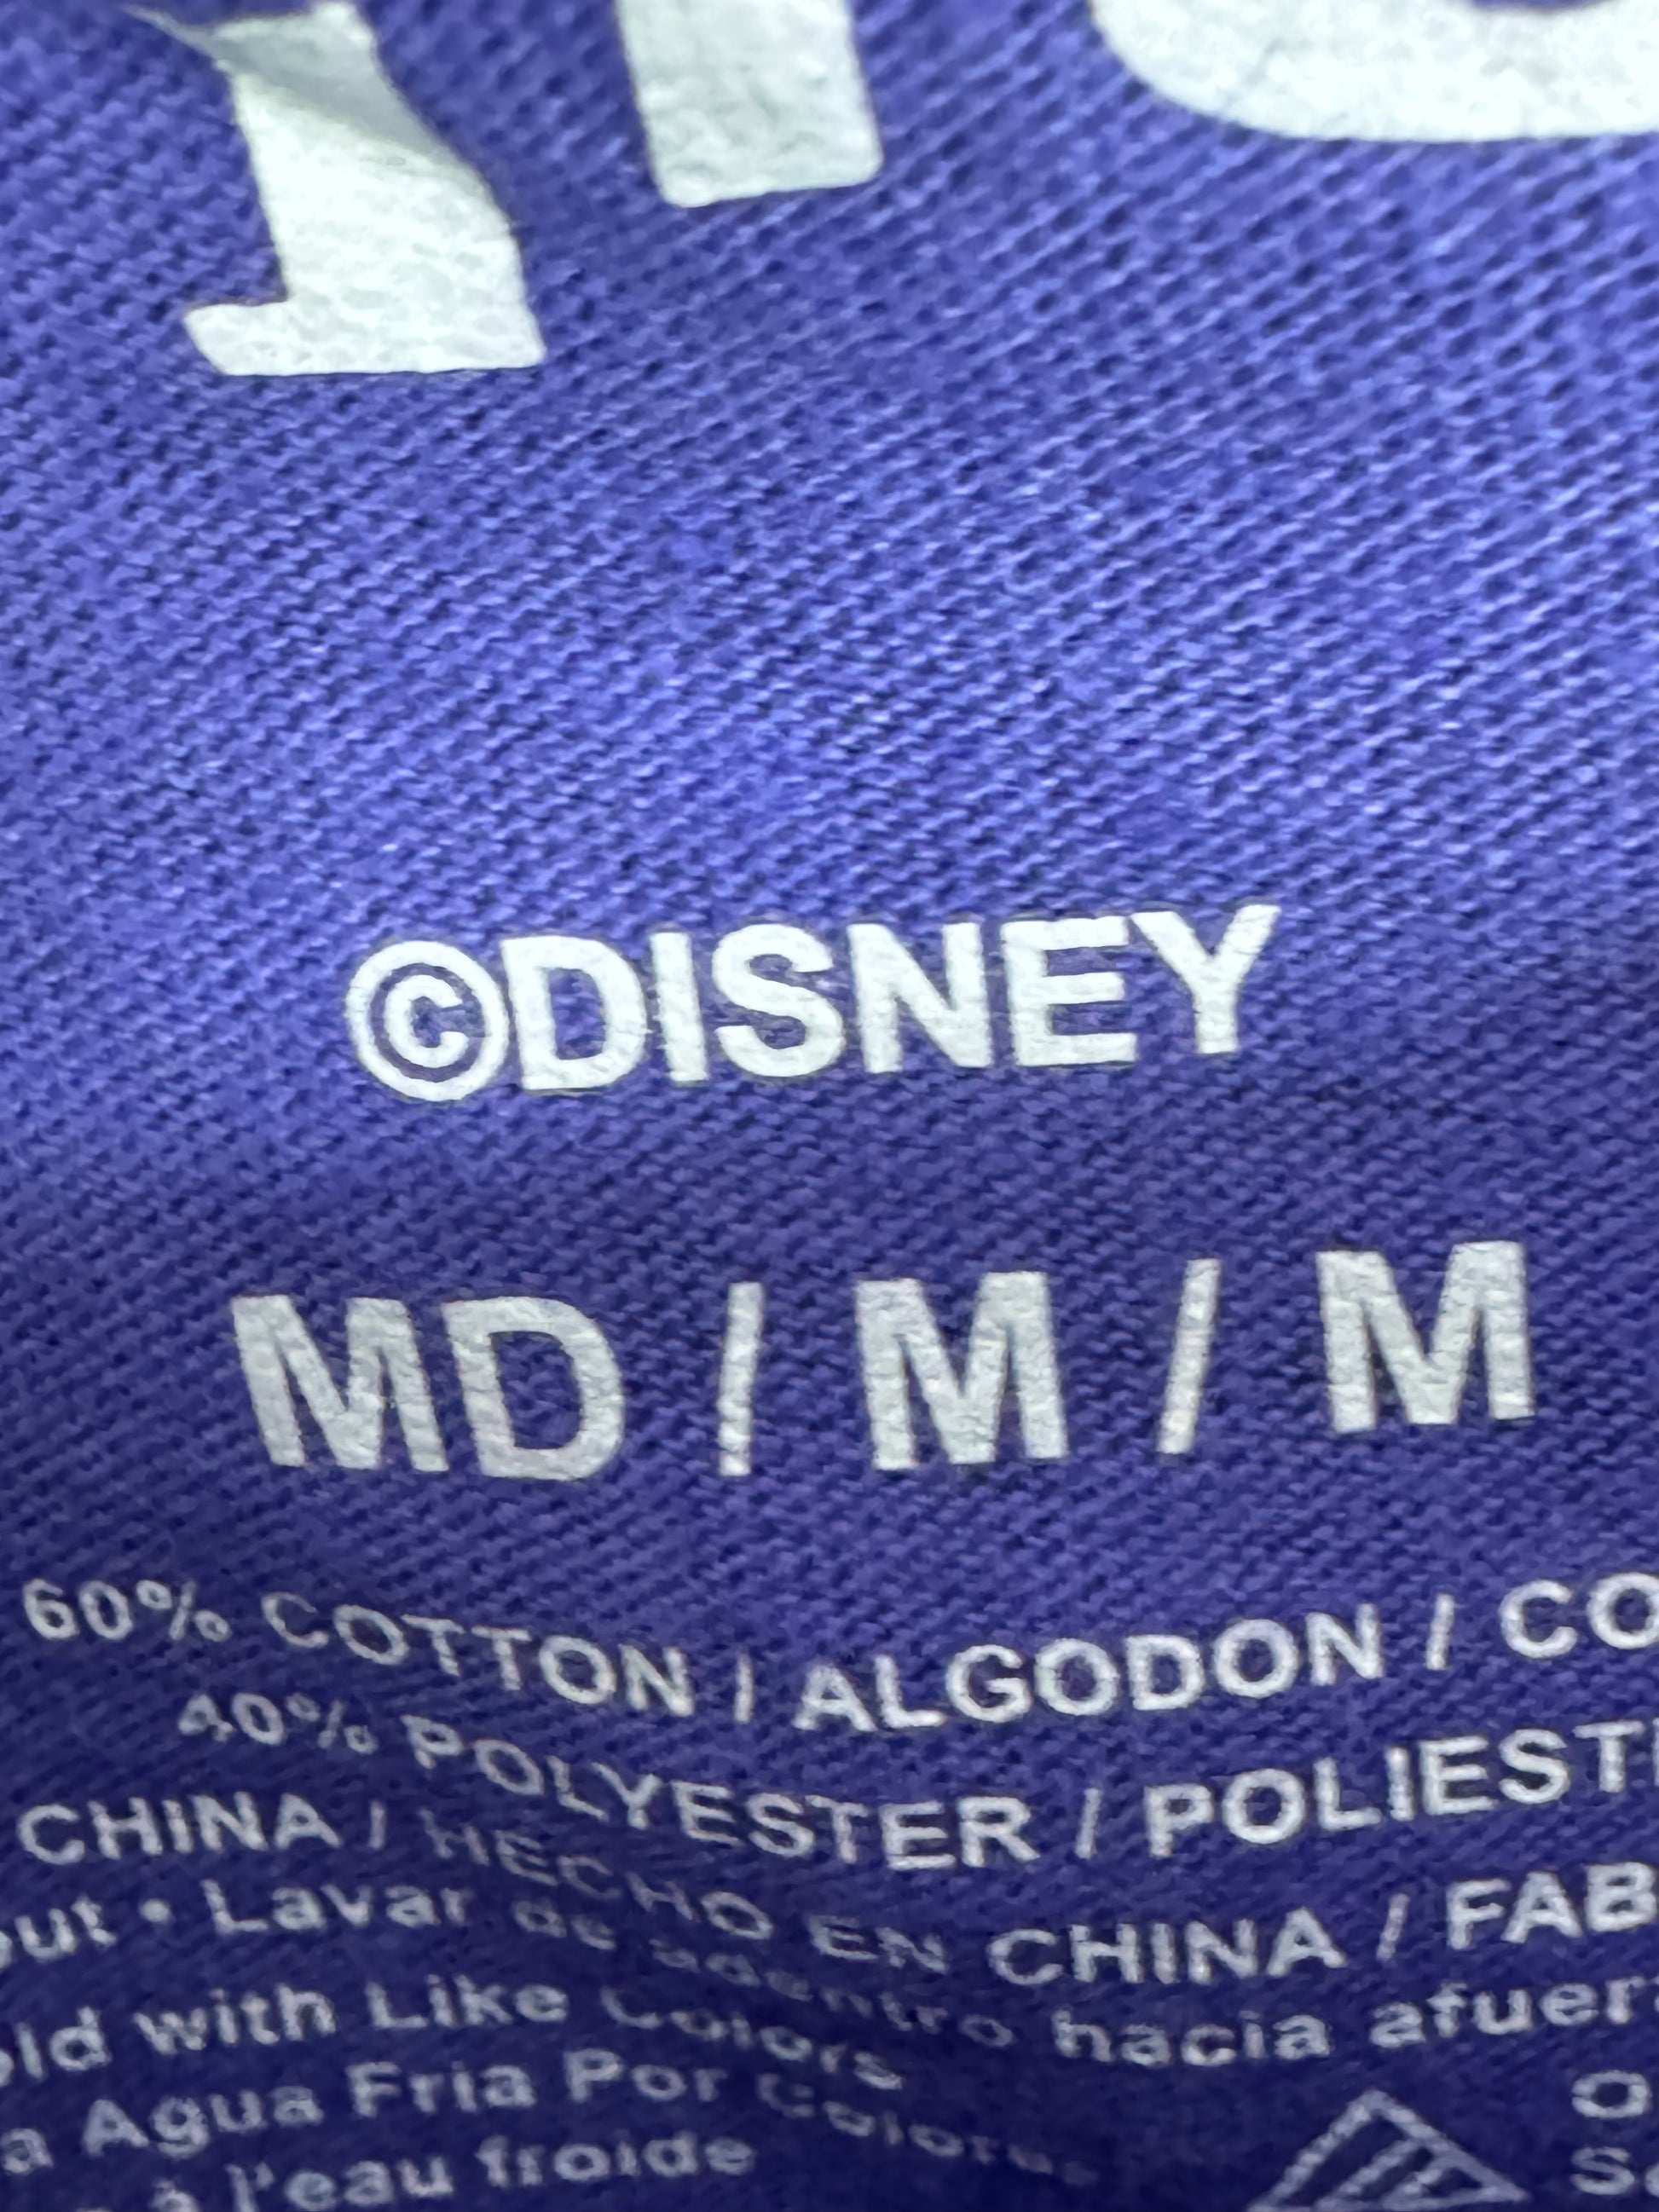 ©DISNEY
MD / M / M
60% COTTON / ALGODON / CO
40% POLYESTER / POLIEST
CHINA / HECHO EN CHINA / FAB
out • Lavar de adentro hacia afuer
old with Like Colors
a Agua Fria Por Colores
à l'eau froide